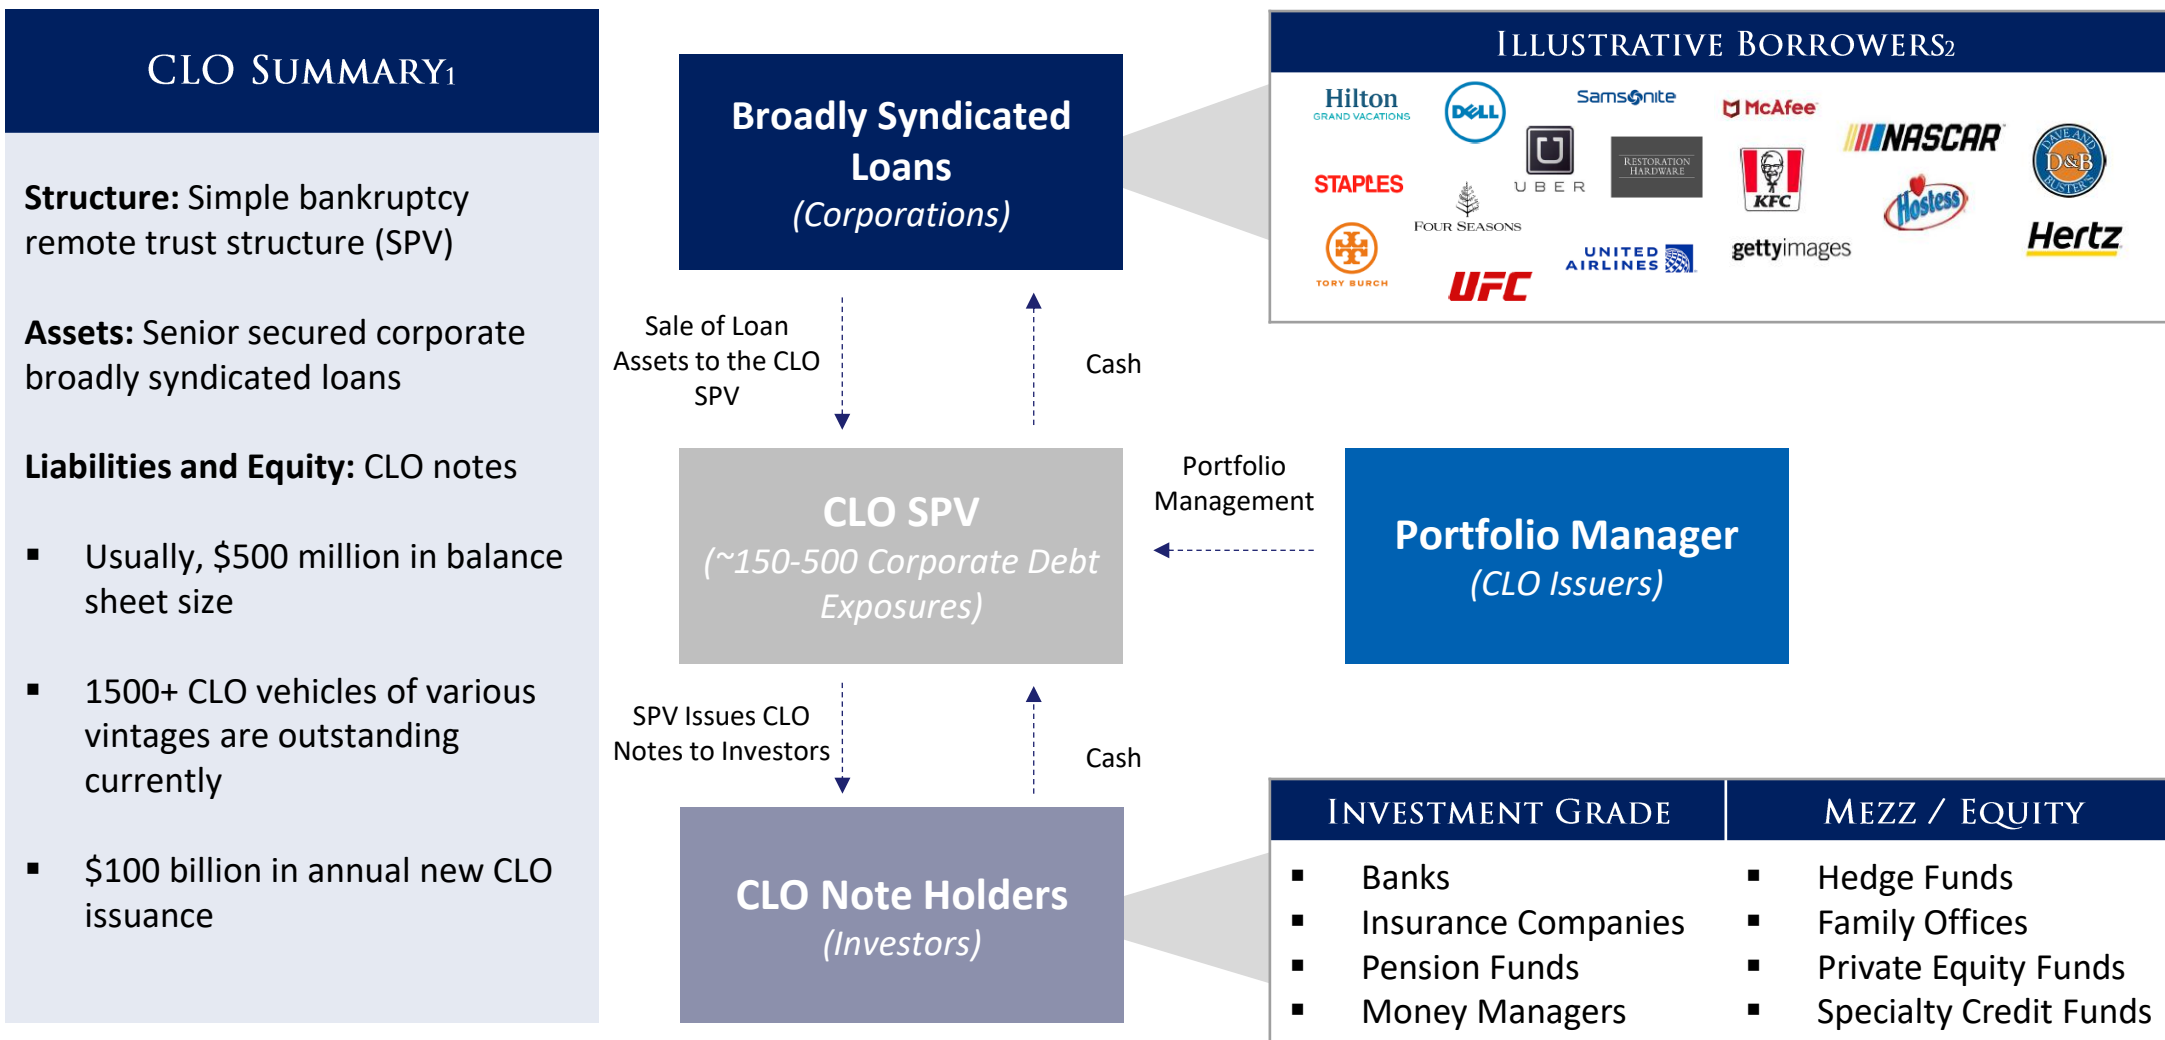 CLO SUMMARY1
Structure: Simple bankruptcy
remote trust structure (SPV)
Assets: Senior secured corporate
broadly syndicated loans
Liabilities and Equity: CLO notes
▪ Usually, $500 million in balance
sheet size
▪ 1500+ CLO vehicles of various
vintages are outstanding
currently
▪ $100 billion in annual new CLO
issuance
Broadly Syndicated
Loans
(Corporations)
Sale of Loan
Assets to the CLO
SPV
Cash
CLO SPV
(~150-500 Corporate Debt
Exposures)
Portfolio
Management
Portfolio Manager
(CLO Issuers)
SPV Issues CLO
Notes to Investors
Cash
CLO Note Holders
(Investors)
ILLUSTRATIVE BORROWERS2
Hilton
GRAND VACATIONS
DELL
Samsonite
McAfee
NASCAR
DAVE AND
D&B
BUSTER'S
STAPLES
UBER
RESTORATION
HARDWARE
KFC
Hostess
FOUR SEASONS
TORY BURCH
UFC
UNITED
AIRLINES
gettyimages
Hertz
INVESTMENT GRADE
▪ Banks
▪ Insurance Companies
▪ Pension Funds
▪ Money Managers
MEZZ / EQUITY
▪ Hedge Funds
▪ Family Offices
▪ Private Equity Funds
▪ Specialty Credit Funds